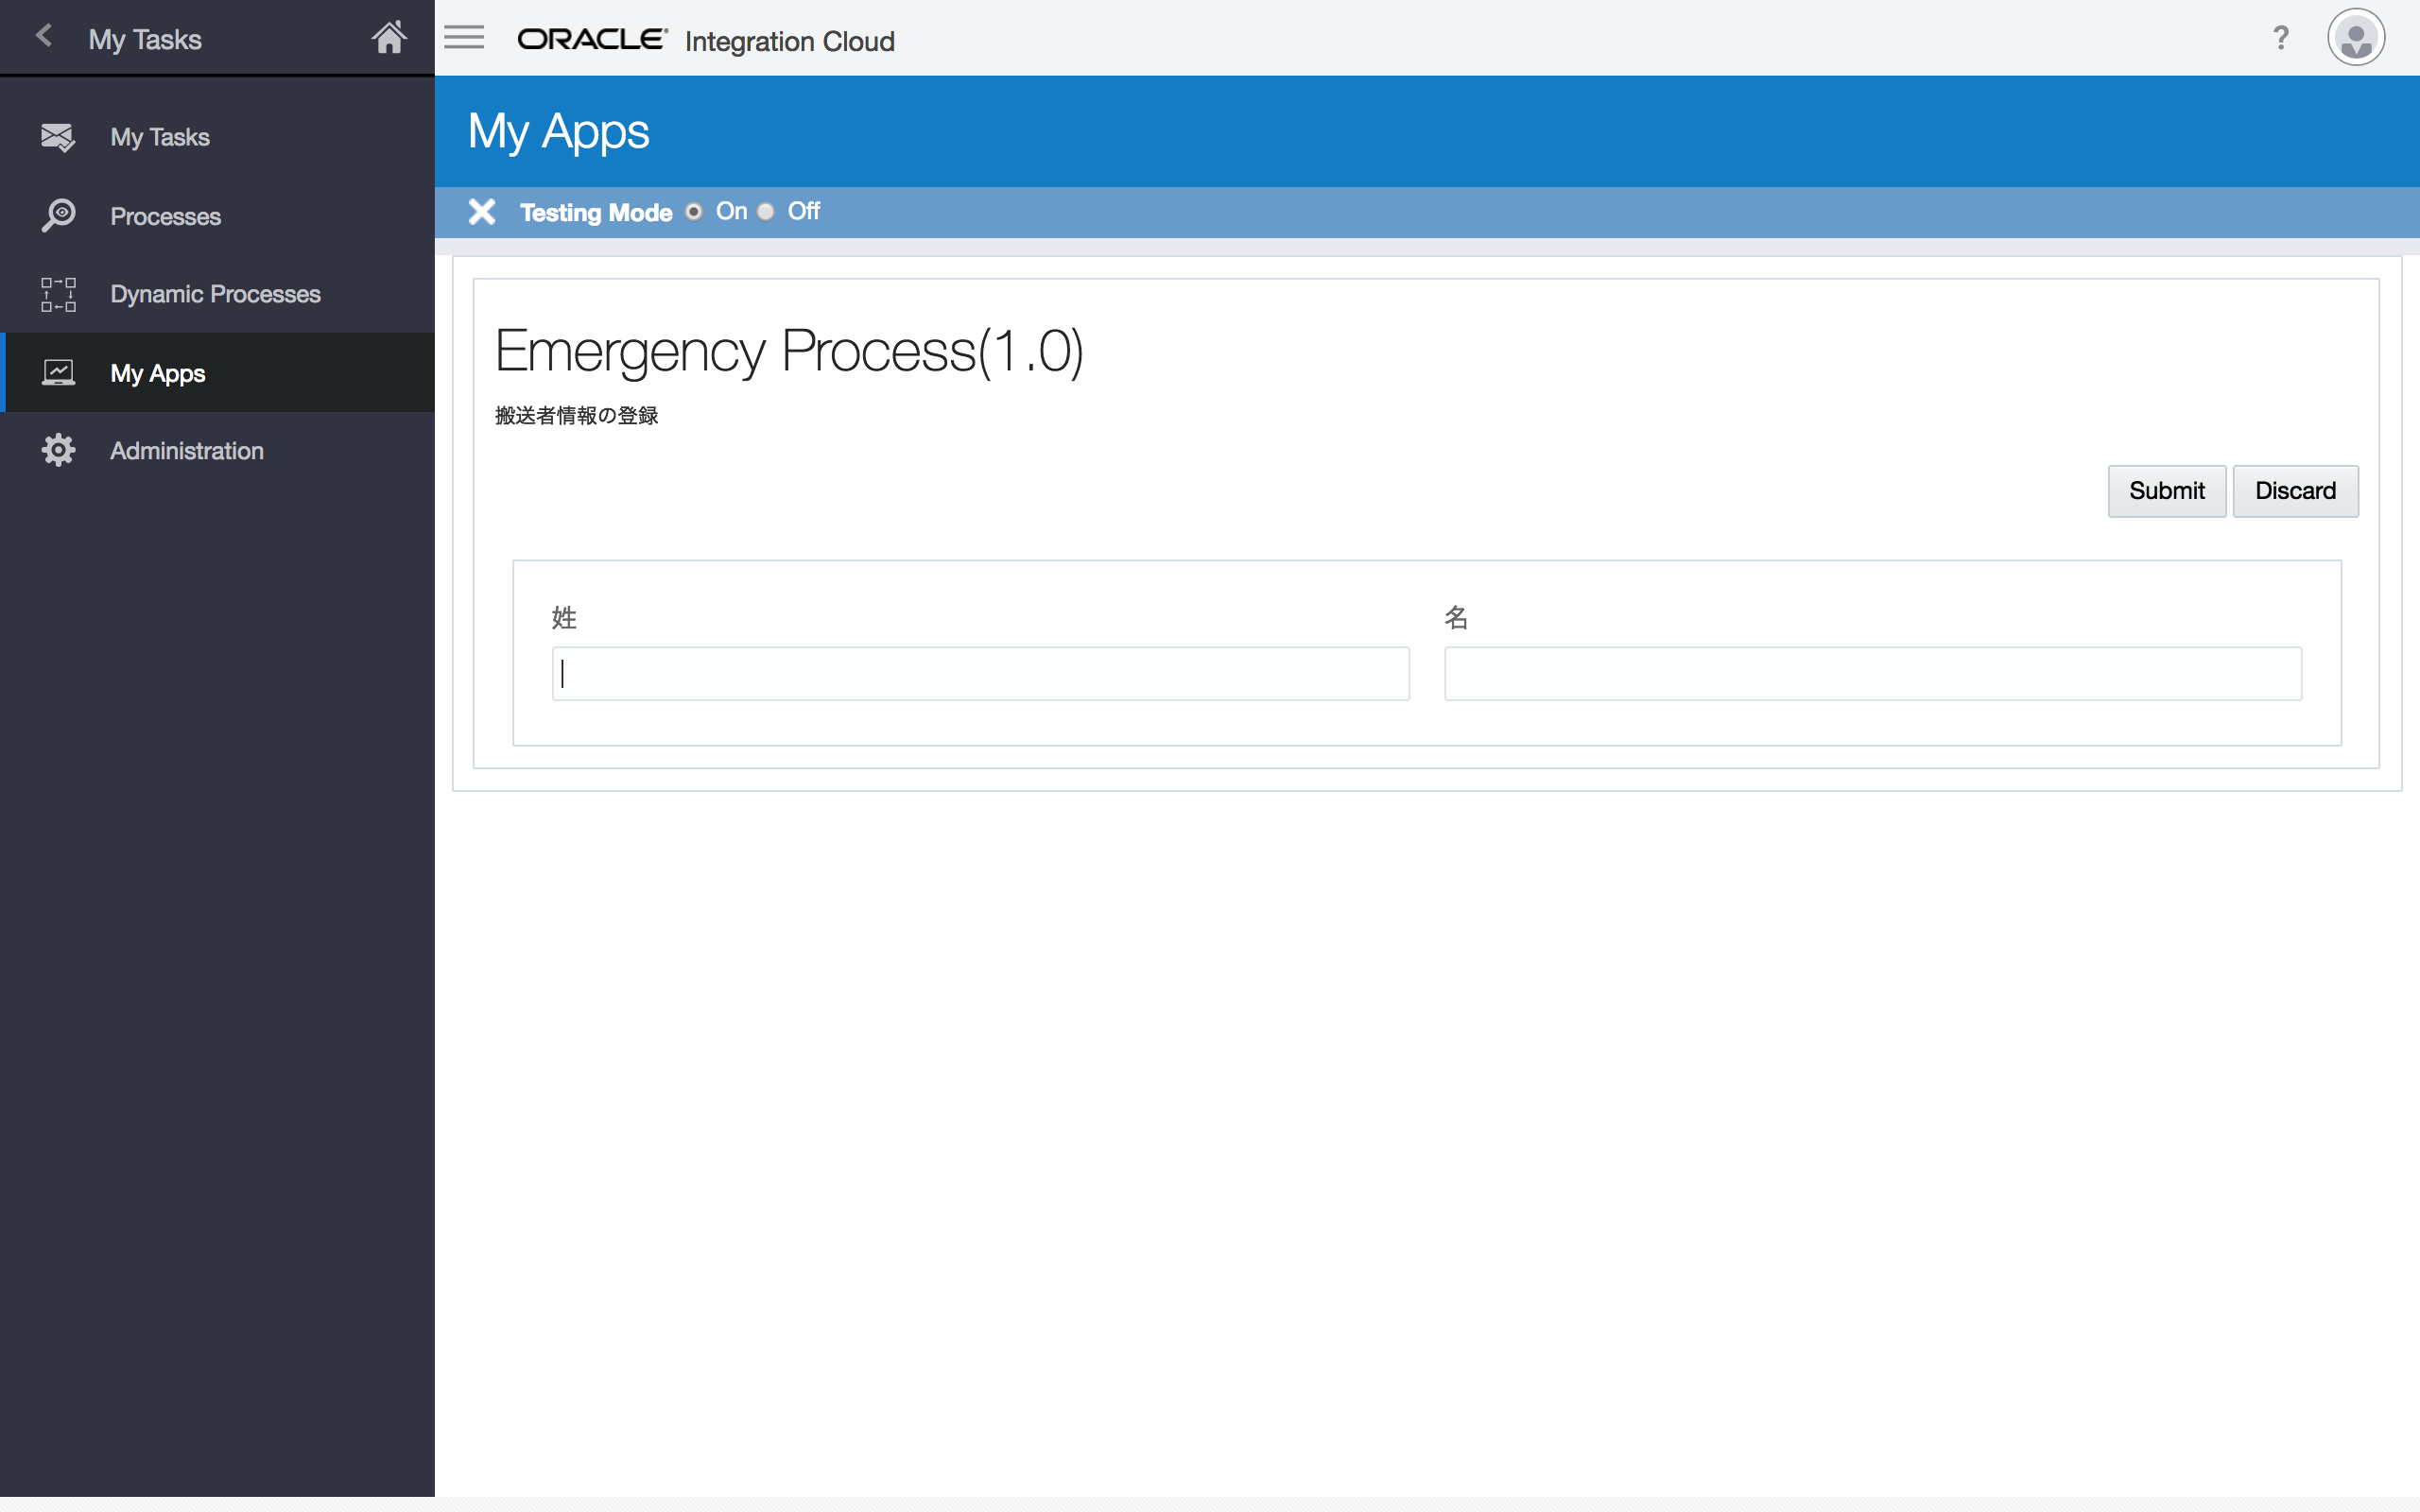 My Tasks
ORACLE® Integration Cloud
?
My Tasks
Processes
Dynamic Processes
My Apps
Administration
My Apps
Testing Mode On Off
Emergency Process(1.0)
搬送者情報の登録
Submit Discard
姓 名